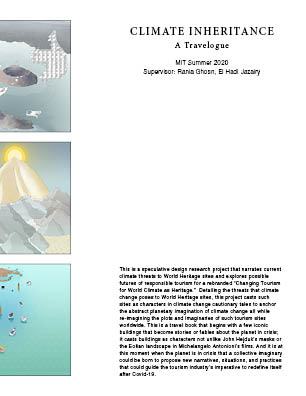 CLIMATE INHERITANCE
A Travelogue
MIT Summer 2020
Supervisor: Rania Ghosn, El Hadi Jazairy
This is a speculative design research project that narrates current
climate threats to World Heritage sites and explores possible
futures of responsible tourism for a rebranded "Changing Tourism
for World Climate as Heritage." Detailing the threats that climate
change poses to World Heritage sites, this project casts such
sites as characters in climate change cautionary tales to anchor
the abstract planetary imagination of climate change all while
re-imagining the plots and imaginaries of such tourism sites
worldwide. This is a travel book that begins with a few iconic
buildings that become stories or fables about the planet in crisis;
it casts buildings as characters not unlike John Hejduk's masks or
the Eolian landscape in Michelangelo Antonioni's films. And it is at
this moment when the planet is in crisis that a collective imaginary
could be born to propose new narratives, situations, and practices
that could guide the tourism industry's imperative to redefine itself
after Covid-19.